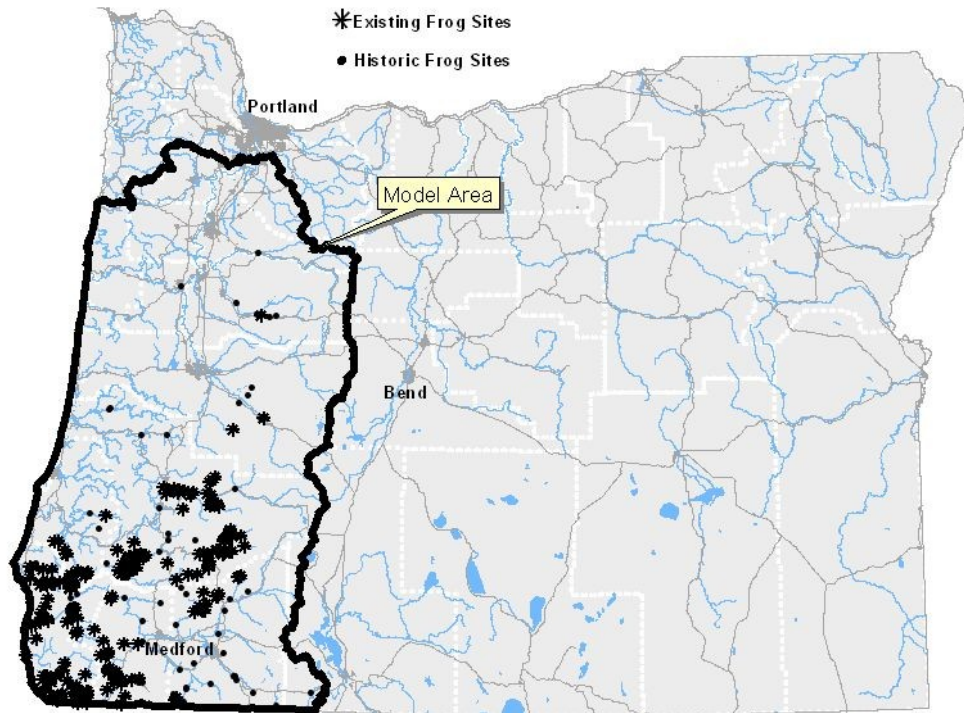 Existing Frog Sites
Historic Frog Sites
Portland
Model Area
Bend
Medford